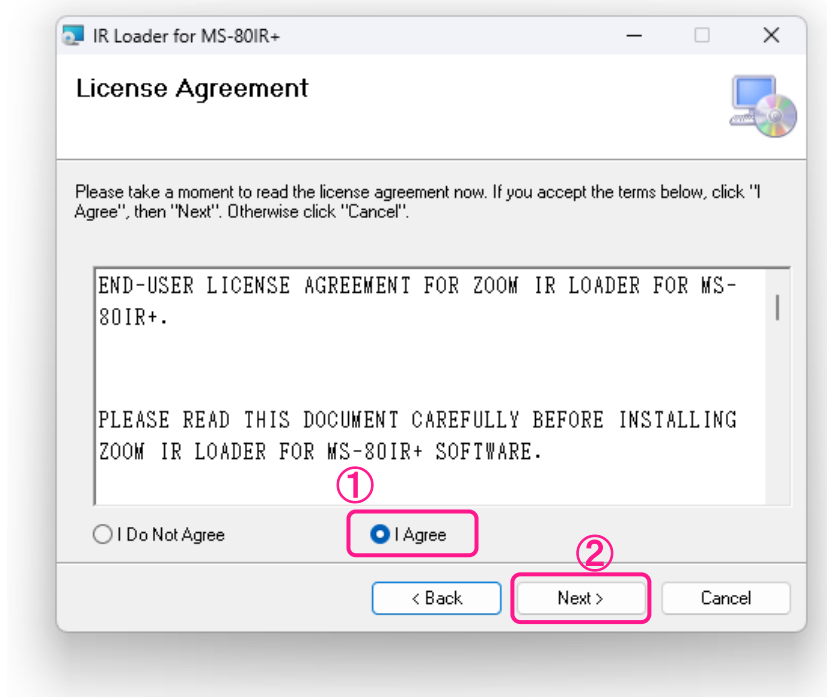 IR Loader for MS-80IR+
License Agreement
Please take a moment to read the license agreement now. If you accept the terms below, click "I
Agree", then "Next". Otherwise click "Cancel".
END-USER LICENSE AGREEMENT FOR ZOOM IR LOADER FOR MS-
80IR+.
PLEASE READ THIS DOCUMENT CAREFULLY BEFORE INSTALLING
ZOOM IR LOADER FOR MS-80IR+ SOFTWARE.
①
I Do Not Agree I Agree
②
< Back Next > Cancel